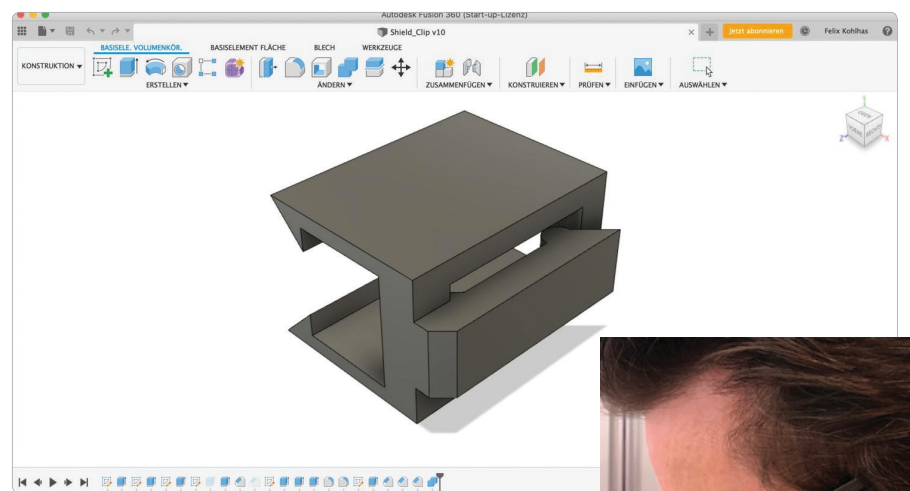 Autodesk Fusion 360 (Start-up-Lizenz)
Shield_Clip v10
Jetzt abonnieren
Felix Kohlhas
KONSTRUKTION
BASISELE. VOLUMENKÖR.
BASISELEMENT FLÄCHE
BLECH
WERKZEUGE
ERSTELLEN
ÄNDERN
ZUSAMMENFÜGEN
KONSTRUIEREN
PRÜFEN
EINFÜGEN
AUSWÄHLEN
Z
X